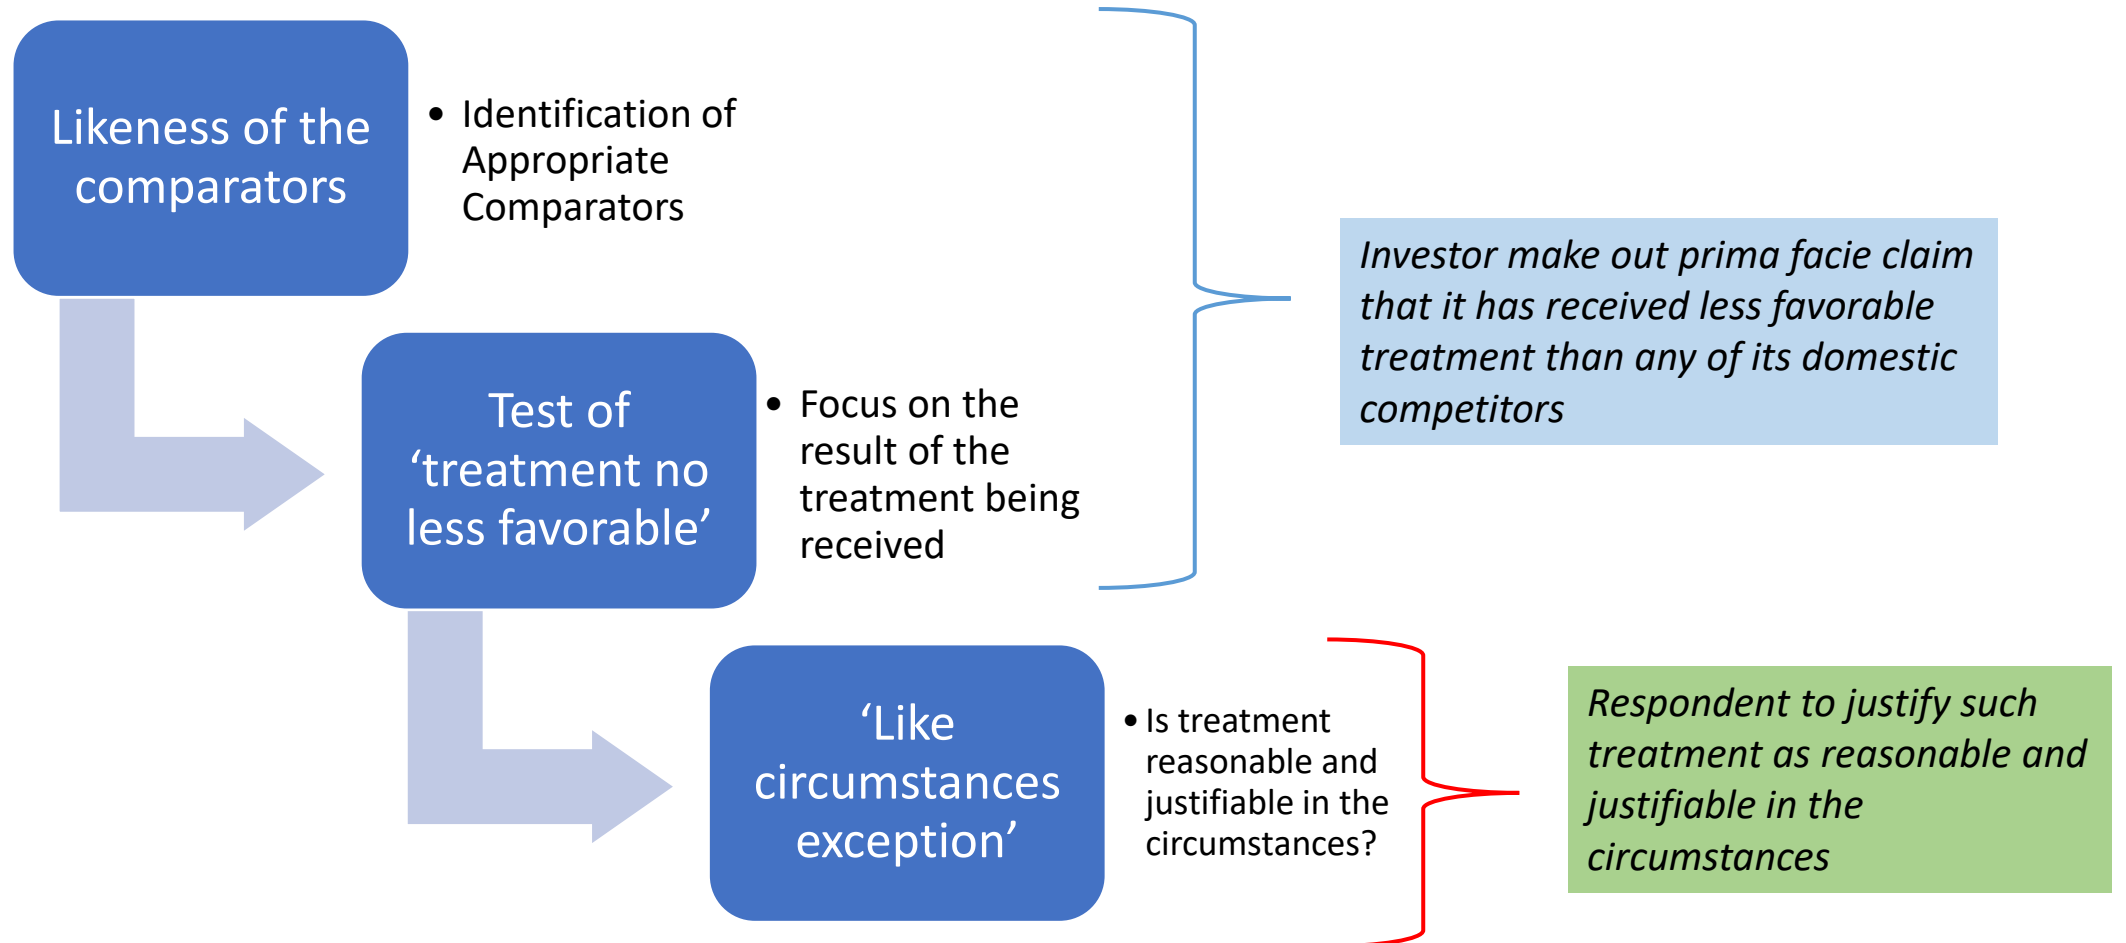 Likeness of the
comparators
• Identification of
Appropriate
Comparators
Test of
‘treatment no
less favorable’
• Focus on the
result of the
treatment being
received
Investor make out prima facie claim
that it has received less favorable
treatment than any of its domestic
competitors
‘Like
circumstances
exception’
• Is treatment
reasonable and
justifiable in the
circumstances?
Respondent to justify such
treatment as reasonable and
justifiable in the
circumstances